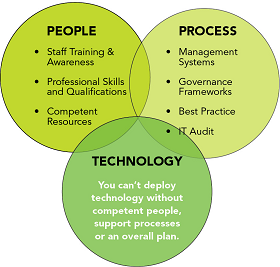 PEOPLE
• Staff Training &
Awareness
• Professional Skills
and Qualifications
• Competent
Resources
PROCESS
• Management
Systems
• Governance
Frameworks
• Best Practice
• IT Audit
TECHNOLOGY
You can't deploy
technology without
competent people,
support processes
or an overall plan.